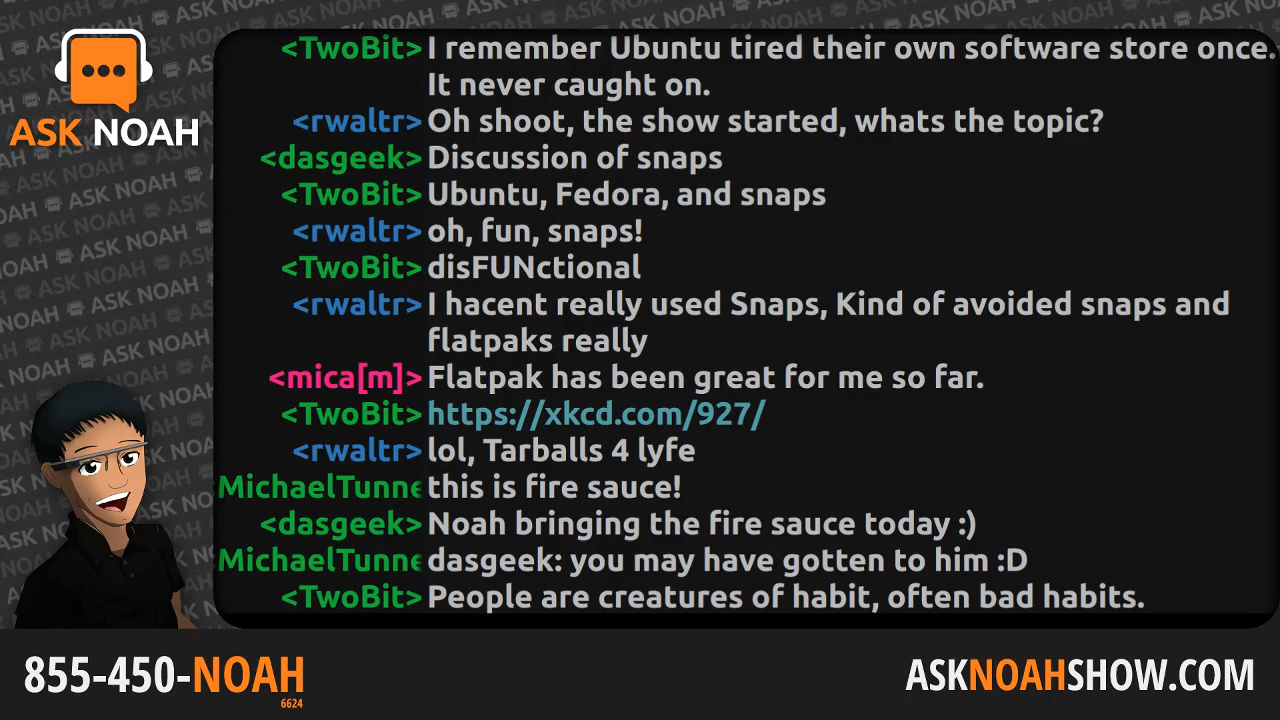 ASK NOAH
<TwoBit> I remember Ubuntu tired their own software store once.
It never caught on.
<rwaltr> Oh shoot, the show started, whats the topic?
<dasgeek> Discussion of snaps
<TwoBit> Ubuntu, Fedora, and snaps
<rwaltr> oh, fun, snaps!
<TwoBit> disFUNctional
<rwaltr> I hacent really used Snaps, Kind of avoided snaps and
flatpaks really
<mica[m]> Flatpak has been great for me so far.
<TwoBit> https://xkcd.com/927/
<rwaltr> lol, Tarballs 4 lyfe
MichaelTunne this is fire sauce!
<dasgeek> Noah bringing the fire sauce today :)
MichaelTunne dasgeek: you may have gotten to him :D
<TwoBit> People are creatures of habit, often bad habits.
855-450-NOAH
6624
ASKNOAHSHOW.COM